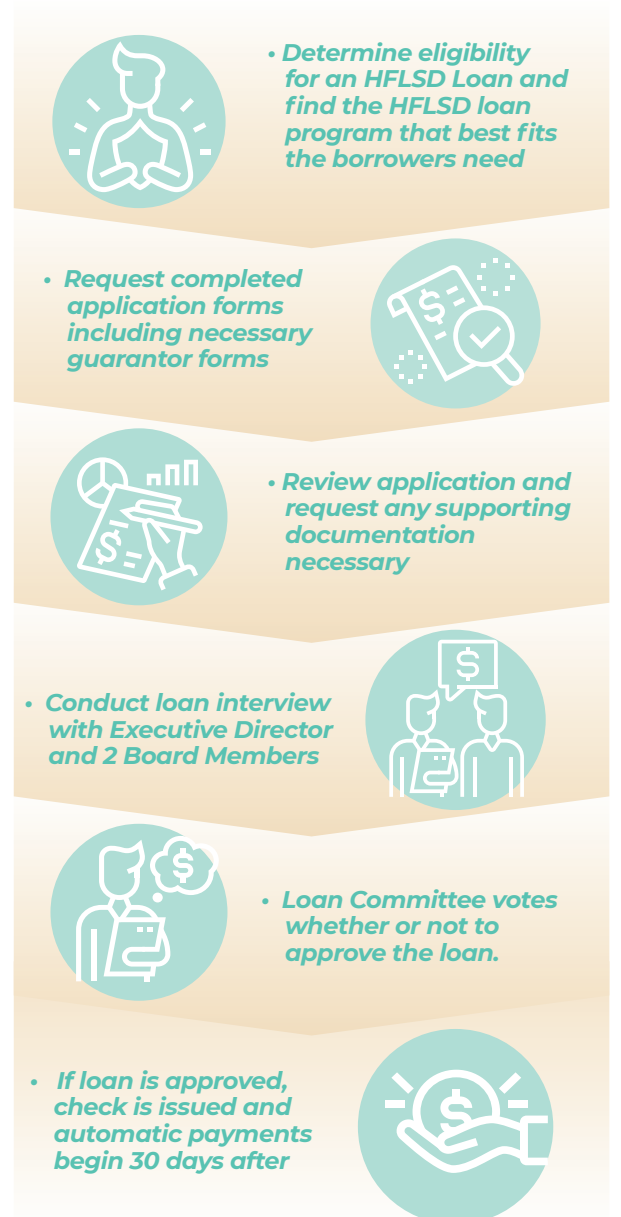 • Determine eligibility
for an HFLSD Loan and
find the HFLSD loan
program that best fits
the borrowers need
• Request completed
application forms
including necessary
guarantor forms
$
• Review application and
request any supporting
documentation
necessary
$
• Conduct loan interview
with Executive Director
and 2 Board Members
$
• Loan Committee votes
whether or not to
approve the loan.
$
• If loan is approved,
check is issued and
automatic payments
begin 30 days after
$